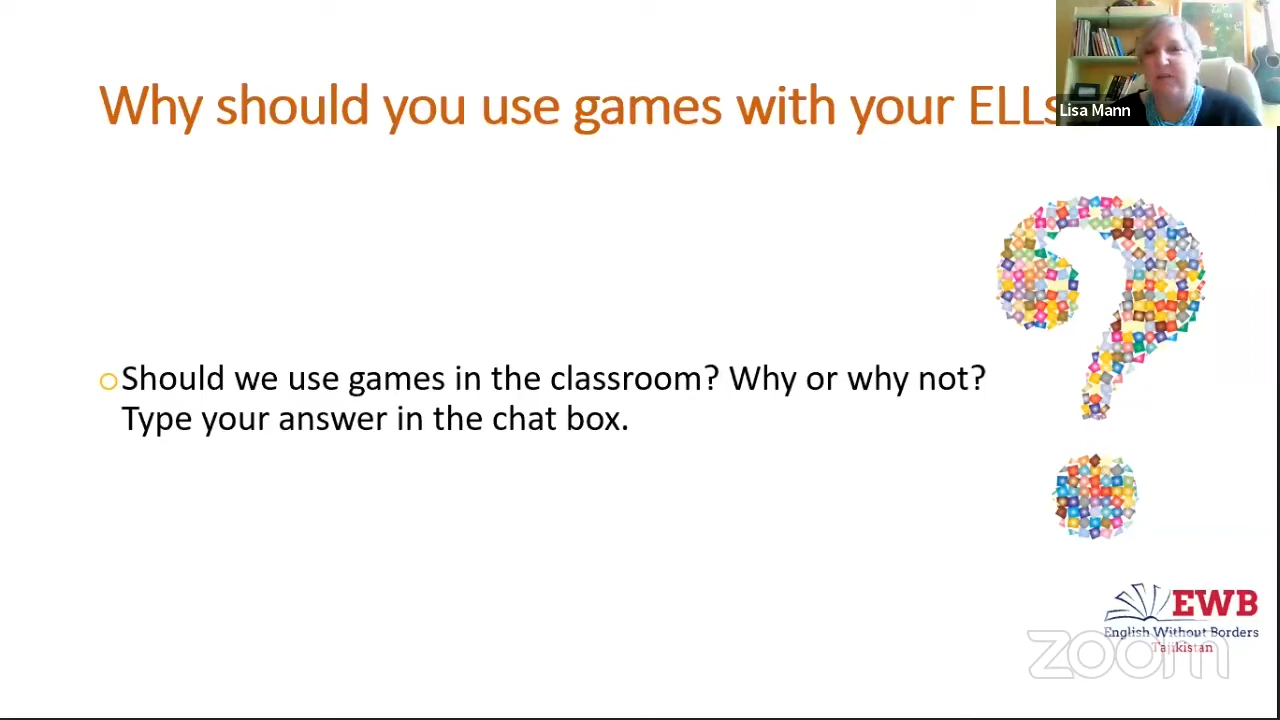 Why should you use games with your ELLs
Lisa Mann
Should we use games in the classroom? Why or why not?
Type your answer in the chat box.
EWB
English Without Borders
Tajikistan
zoom